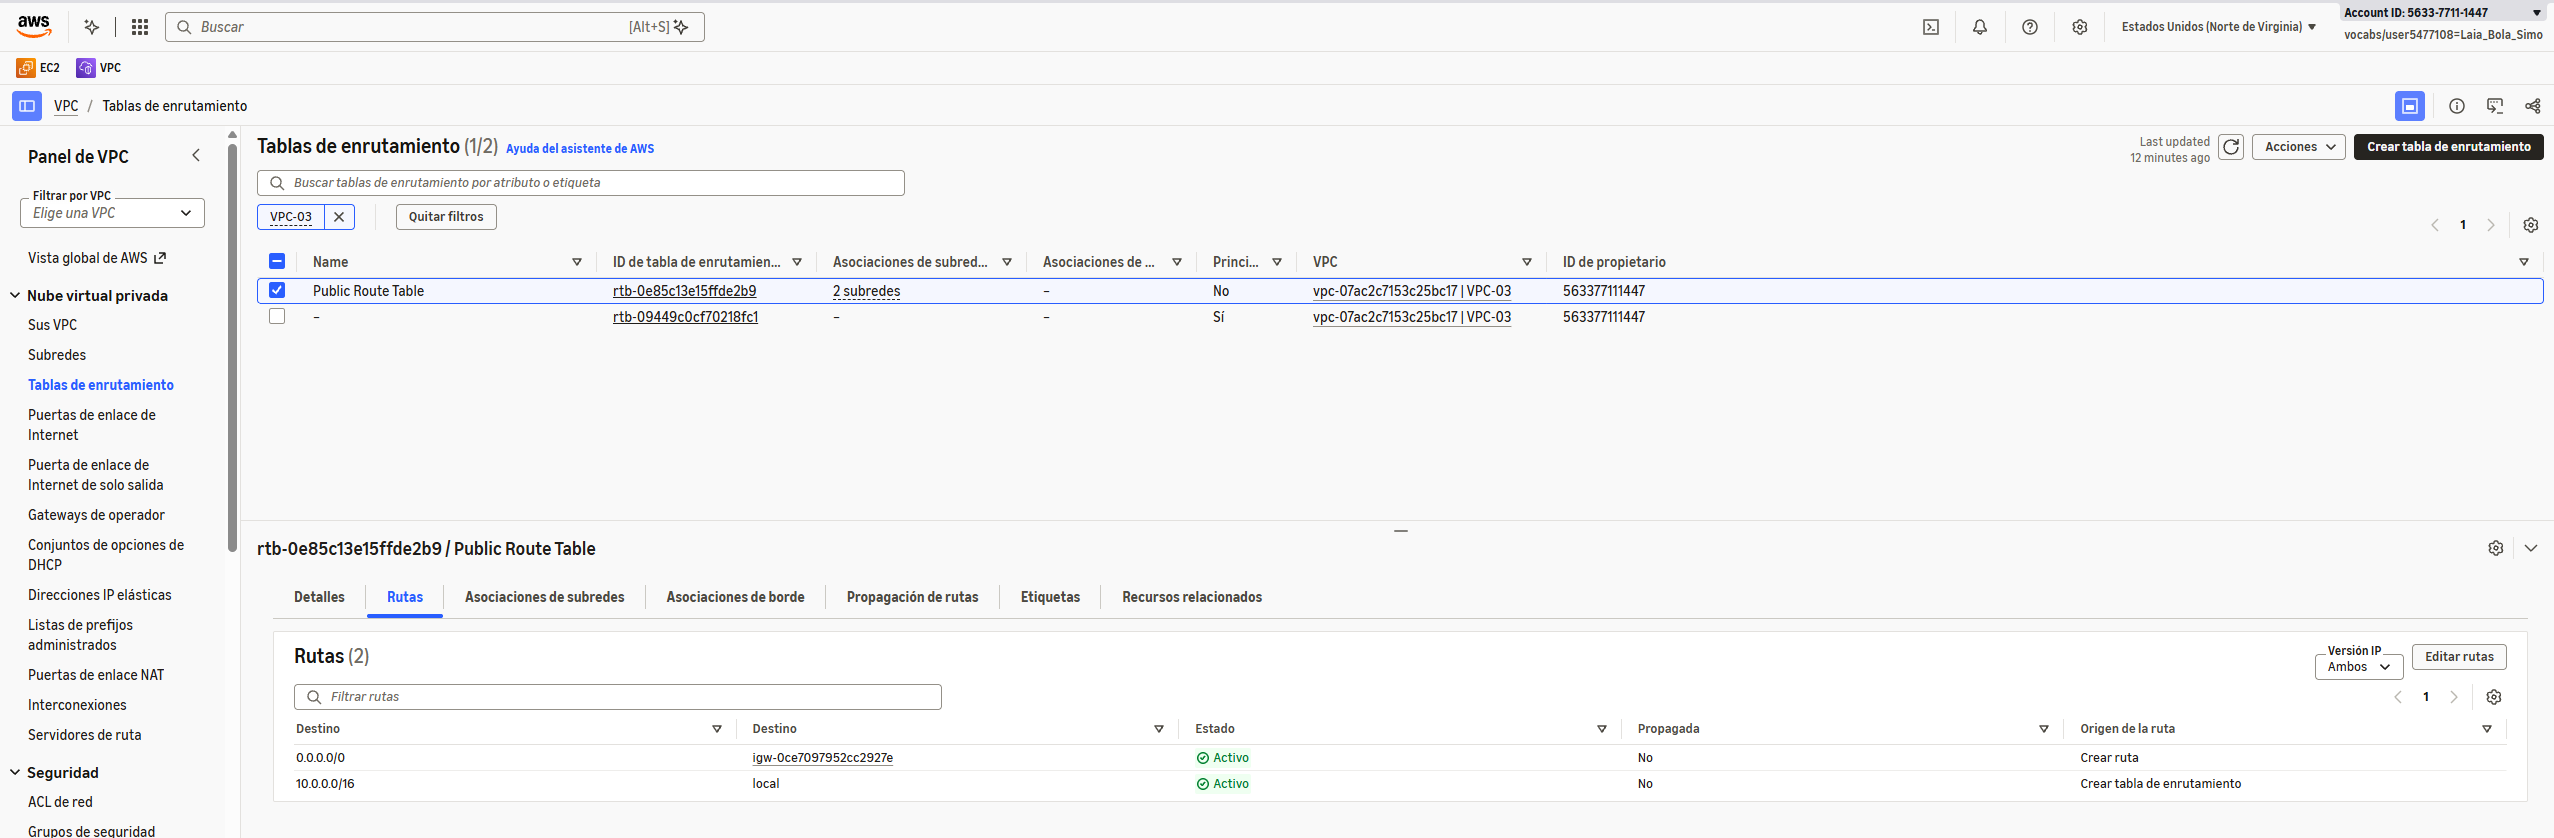 aws
Buscar
[Alt+S]
Estados Unidos (Norte de Virginia)
Account ID: 5633-7711-1447
vocabs/user5477108=Laia_Bola_Simo
EC2
VPC
VPC / Tablas de enrutamiento
Panel de VPC
Filtrar por VPC
Elige una VPC
Vista global de AWS
Nube virtual privada
Sus VPC
Subredes
Tablas de enrutamiento
Puertas de enlace de
Internet
Puerta de enlace de
Internet de solo salida
Gateways de operador
Conjuntos de opciones de
DHCP
Direcciones IP elásticas
Listas de prefijos
administrados
Puertas de enlace NAT
Interconexiones
Servidores de ruta
Seguridad
ACL de red
Grupos de seguridad
Tablas de enrutamiento (1/2) Ayuda del asistente de AWS
Last updated
12 minutes ago
Acciones
Crear tabla de enrutamiento
Buscar tablas de enrutamiento por atributo o etiqueta
VPC-03
Quitar filtros
1
Name ID de tabla de enrutamien... Asociaciones de subred... Asociaciones de ... Princi... VPC ID de propietario
Public Route Table rtb-0e85c13e15ffde2b9 2 subredes – No vpc-07ac2c7153c25bc17 | VPC-03 563377111447
– rtb-09449c0cf70218fc1 – – Sí vpc-07ac2c7153c25bc17 | VPC-03 563377111447
rtb-0e85c13e15ffde2b9 / Public Route Table
Detalles Rutas Asociaciones de subredes Asociaciones de borde Propagación de rutas Etiquetas Recursos relacionados
Rutas (2)
Versión IP
Ambos
Editar rutas
Filtrar rutas
1
Destino Destino Estado Propagada Origen de la ruta
0.0.0.0/0 igw-0ce7097952cc2927e Activo No Crear ruta
10.0.0.0/16 local Activo No Crear tabla de enrutamiento